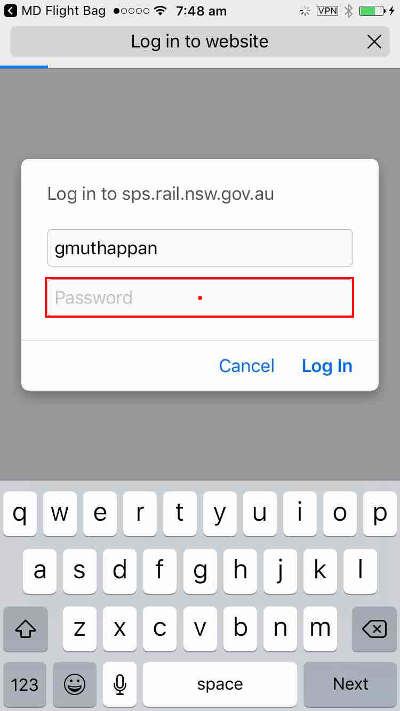 MD Flight Bag 7:48 am VPN
Log in to website
Log in to sps.rail.nsw.gov.au
gmuthappan
Password
Cancel Log In
q w e r t y u i o p
a s d f g h j k l
z x c v b n m
123 space Next